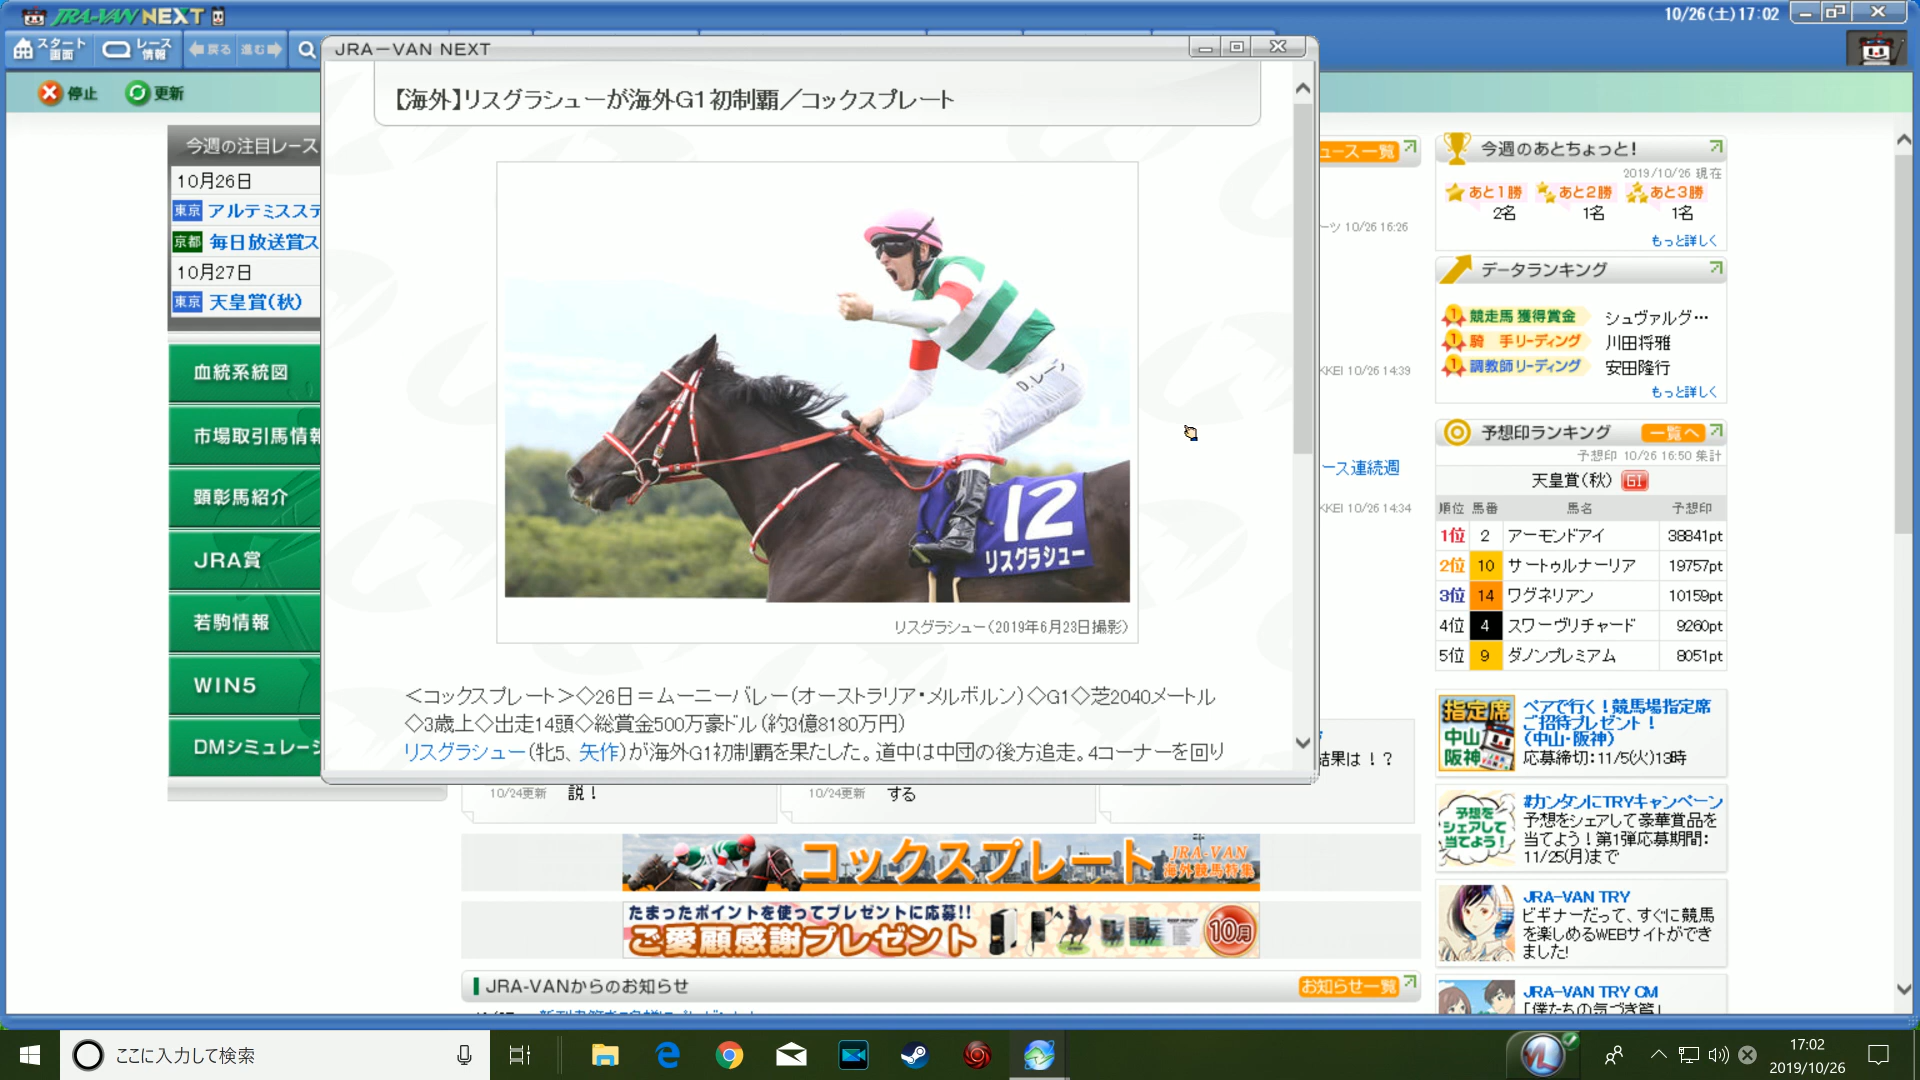 JRA-VAN NEXT
10/26(土)17:02
スタート画面
レース情報
戻る
進む
停止
更新
JRA−VAN NEXT
【海外】リスグラシューが海外G1初制覇／コックスプレート
D.レーン
12
リスグラシュー
リスグラシュー（2019年6月23日撮影）
＜コックスプレート＞◇26日＝ムーニーバレー（オーストラリア・メルボルン）◇G1◇芝2040メートル
◇3歳上◇出走14頭◇総賞金500万豪ドル（約3億8180万円）
リスグラシュー（牝5、矢作）が海外G1初制覇を果たした。道中は中団の後方追走。4コーナーを回り
今週の注目レース
10月26日
東京 アルテミスステ
京都 毎日放送賞ス
10月27日
東京 天皇賞（秋）
血統系統図
市場取引馬情報
顕彰馬紹介
JRA賞
若駒情報
WIN5
DMシミュレーシ
ュース一覧
ーツ 10/26 16:26
KKEI 10/26 14:39
ース連続週
KKEI 10/26 14:34
結果は！？
10/24更新 説！
10/24更新 する
コックスプレート JRA-VAN 海外競馬特集
たまったポイントを使ってプレゼントに応募!!
ご愛顧感謝プレゼント 10月
JRA-VANからのお知らせ お知らせ一覧
今週のあとちょっと!
2019/10/26 現在
あと1勝 あと2勝 あと3勝
2名 1名 1名
もっと詳しく
データランキング
1 競走馬 獲得賞金 シュヴァルグ…
1 騎 手リーディング 川田将雅
1 調教師リーディング 安田隆行
もっと詳しく
予想印ランキング 一覧へ
予想印 10/26 16:50 集計
天皇賞（秋） GI
順位 馬番 馬名 予想印
1位 2 アーモンドアイ 38841pt
2位 10 サートゥルナーリア 19757pt
3位 14 ワグネリアン 10159pt
4位 4 スワーヴリチャード 9260pt
5位 9 ダノンプレミアム 8051pt
指定席
中山
阪神
ペアで行く！競馬場指定席
ご招待プレゼント！
（中山・阪神）
応募締切：11/5(火)13時
予想を
シェアして
当てよう！
#カンタンにTRYキャンペーン
予想をシェアして豪華賞品を
当てよう！第1弾応募期間：
11/25(月)まで
JRA-VAN TRY
ビギナーだって、すぐに競馬
を楽しめるWEBサイトができ
ました!
JRA-VAN TRY CM
「僕たちの気づき篇」
ここに入力して検索
17:02
2019/10/26